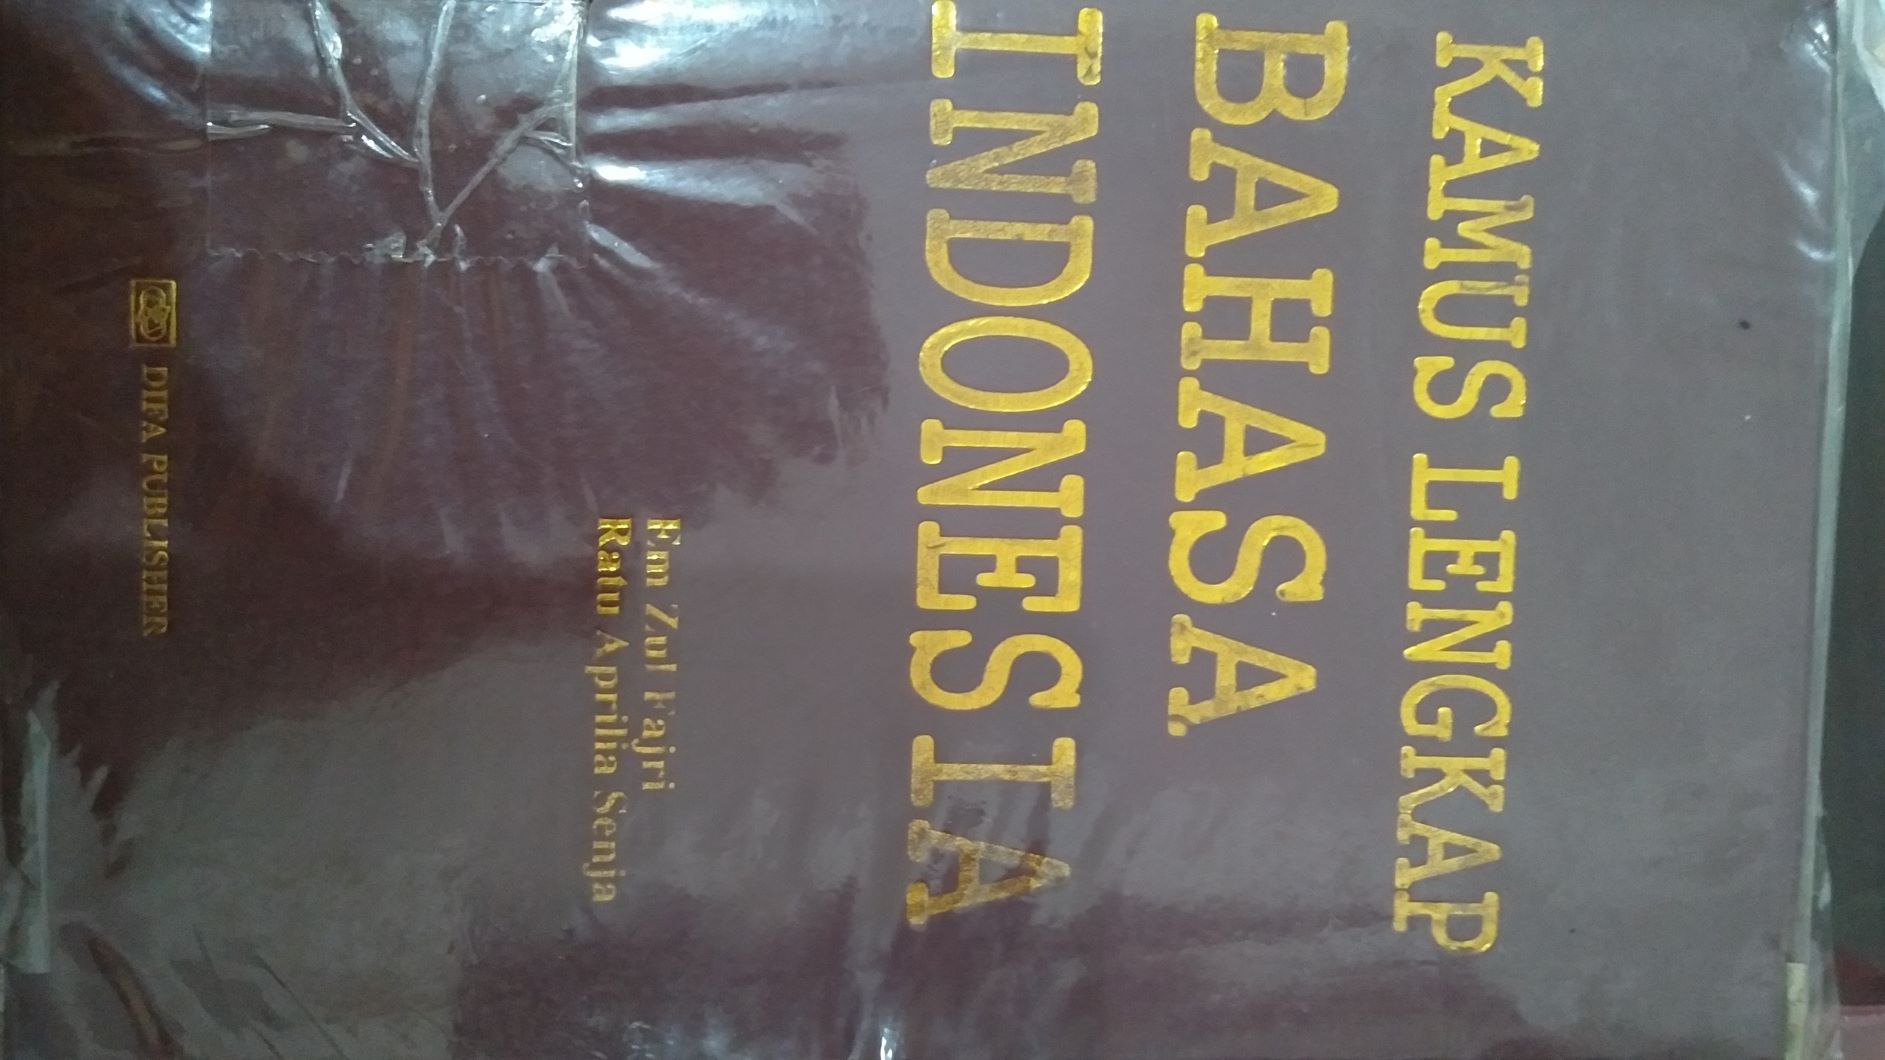 KAMUS LENGKAP
BAHASA
INDONESIA
Em Zul Fajri
Ratu Aprilia Senja
DIFA PUBLISHER